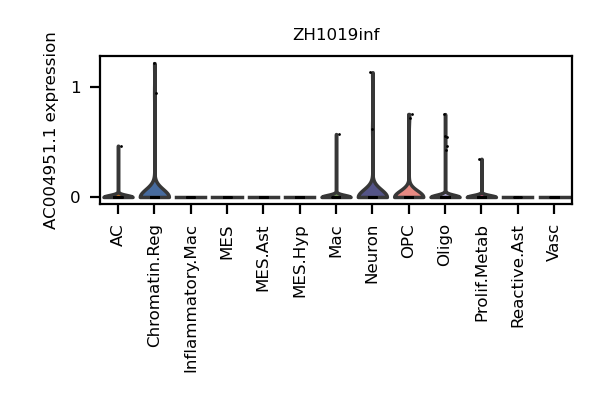 ZH1019inf
AC004951.1 expression
1
0
AC
Chromatin.Reg
Inflammatory.Mac
MES
MES.Ast
MES.Hyp
Mac
Neuron
OPC
Oligo
Prolif.Metab
Reactive.Ast
Vasc